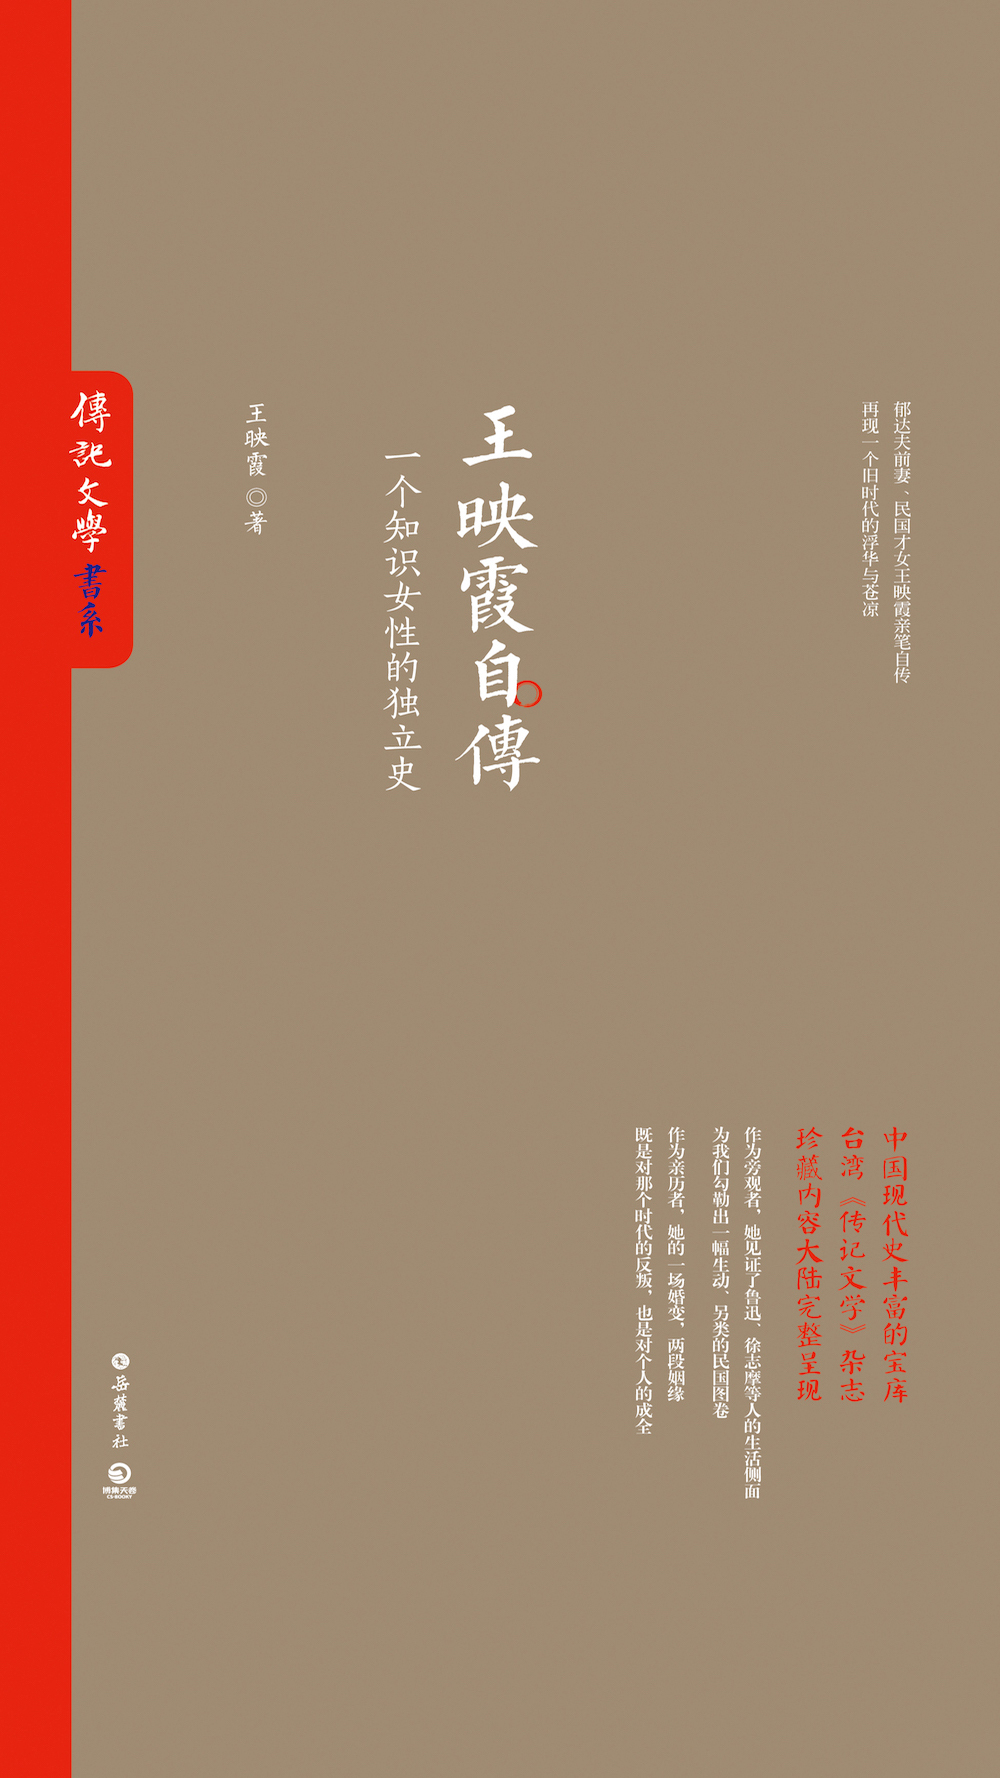 郁达夫前妻、民国才女王映霞亲笔自传
再现一个旧时代的浮华与苍凉
王映霞自傳
一个知识女性的独立史
王映霞◎著
傳記文學書系
中国现代史丰富的宝库
台湾《传记文学》杂志
珍藏内容大陆完整呈现
作为旁观者，她见证了鲁迅、徐志摩等人的生活侧面
为我们勾勒出一幅生动、另类的民国图卷
作为亲历者，她的一场婚变，两段姻缘
既是对那个时代的反叛，也是对个人的成全
岳麓書社
博集天卷
CS-BOOKY